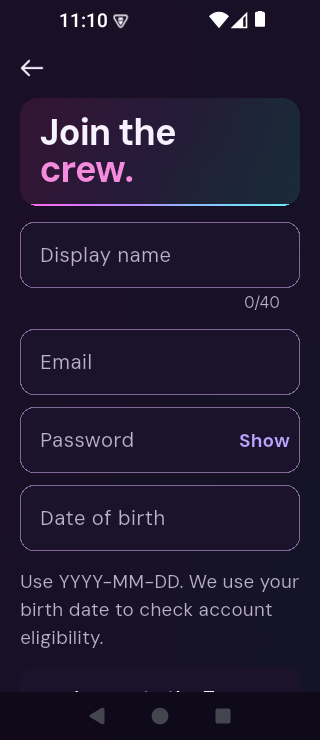 11:10
Join the
crew.
Display name
0/40
Email
Password
Show
Date of birth
Use YYYY-MM-DD. We use your
birth date to check account
eligibility.